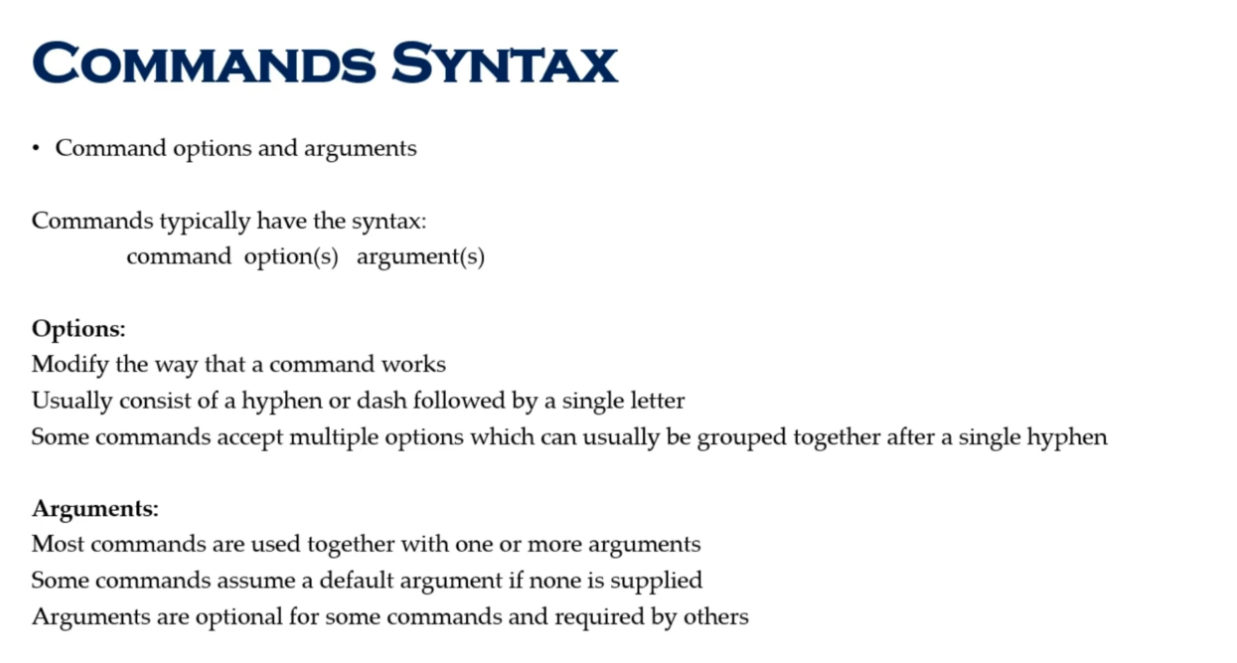 COMMANDS SYNTAX
• Command options and arguments
Commands typically have the syntax:
command option(s) argument(s)
Options:
Modify the way that a command works
Usually consist of a hyphen or dash followed by a single letter
Some commands accept multiple options which can usually be grouped together after a single hyphen
Arguments:
Most commands are used together with one or more arguments
Some commands assume a default argument if none is supplied
Arguments are optional for some commands and required by others